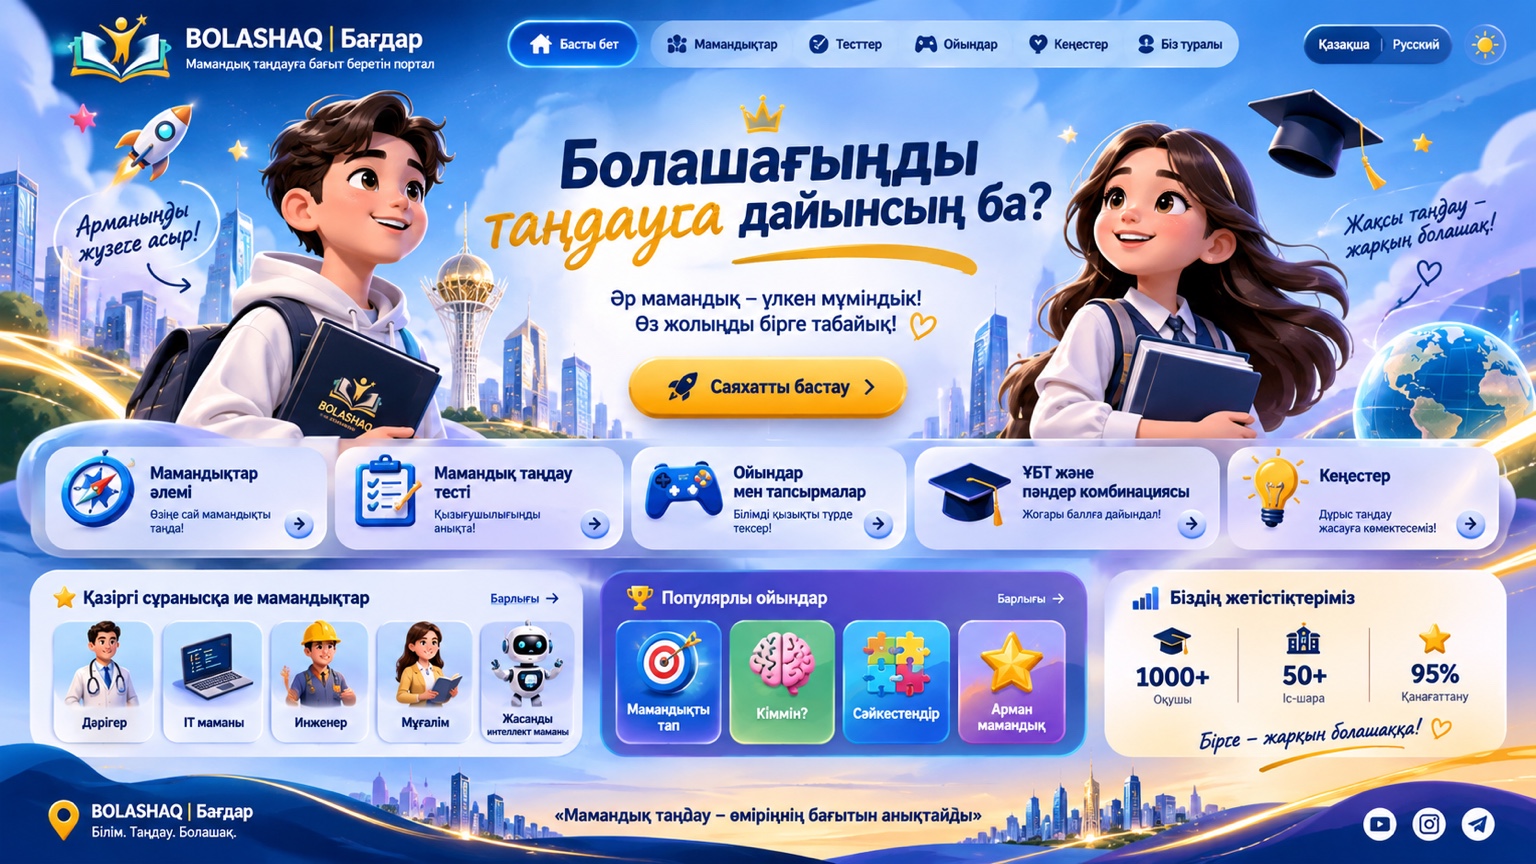 BOLASHAQ | Бағдар
Мамандық таңдауға бағыт беретін портал
Басты бет
Мамандықтар
Тесттер
Ойындар
Кеңестер
Біз туралы
Қазақша | Русский
Арманыңды
жүзеге асыр!
Болашағыңды
таңдауға дайынсың ба?
Жақсы таңдау –
жарқын болашақ!
Әр мамандық – үлкен мүміндік!
Өз жолыңды бірге табайық!
Саяхатты бастау
BOLASHAQ
Мамандықтар
әлемі
Өзіңе сай мамандықты
таңда!
Мамандық таңдау
тесті
Қызығушылығыңды
анықта!
Ойындар
мен тапсырмалар
Білімді қызықты түрде
тексер!
ҰБТ және
пәндер комбинациясы
Жоғары баллға дайындал!
Кеңестер
Дұрыс таңдау
жасауға көмектесеміз!
Қазіргі сұранысқа ие мамандықтар
Барлығы →
Дәрігер
IT маманы
Инженер
Мұғалім
Жасанды
интеллект маманы
Популярлы ойындар
Барлығы →
Мамандықты
тап
Кіммін?
Сәйкестендір
Арман
мамандық
Біздің жетістіктеріміз
1000+
Оқушы
50+
Іс-шара
95%
Қанағаттану
Бірге – жарқын болашаққа!
BOLASHAQ | Бағдар
Білім. Таңдау. Болашақ.
«Мамандық таңдау – өміріңнің бағытын анықтайды»